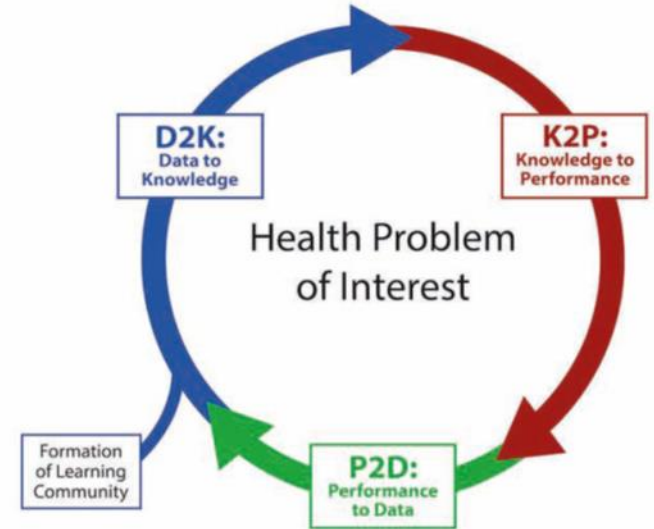 D2K:
Data to
Knowledge
K2P:
Knowledge to
Performance
Health Problem
of Interest
Formation
of Learning
Community
P2D:
Performance
to Data